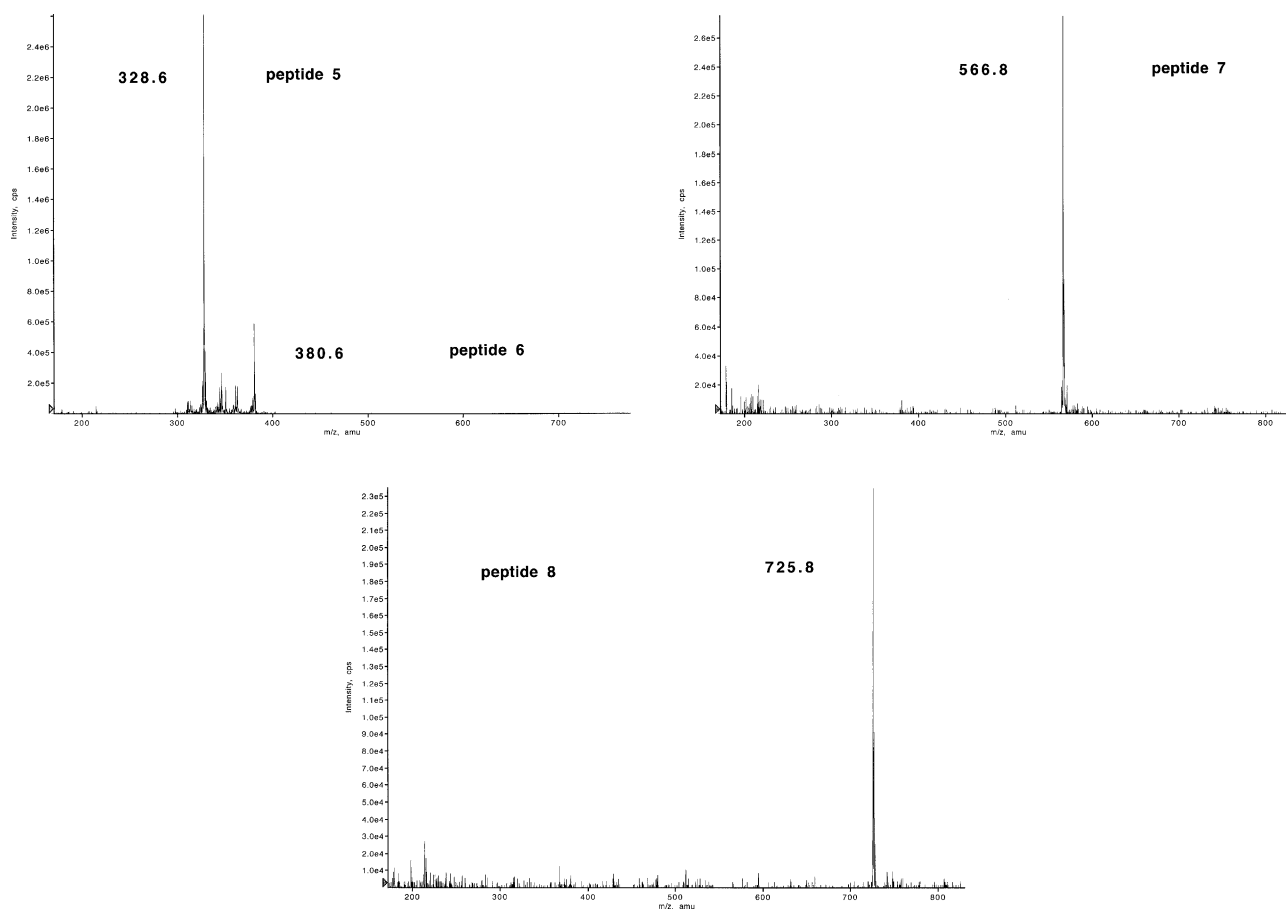 2.4e6
2.2e6
2.0e6
1.8e6
1.6e6
1.4e6
1.2e6
1.0e6
8.0e5
6.0e5
4.0e5
2.0e5
Intensity, cps
328.6
peptide 5
380.6
peptide 6
200 300 400 500 600 700
m/z, amu
2.6e5
2.4e5
2.2e5
2.0e5
1.8e5
1.6e5
1.4e5
1.2e5
1.0e5
8.0e4
6.0e4
4.0e4
2.0e4
Intensity, cps
566.8
peptide 7
200 300 400 500 600 700 800
m/z, amu
2.3e5
2.2e5
2.1e5
2.0e5
1.9e5
1.8e5
1.7e5
1.6e5
1.5e5
1.4e5
1.3e5
1.2e5
1.1e5
1.0e5
9.0e4
8.0e4
7.0e4
6.0e4
5.0e4
4.0e4
3.0e4
2.0e4
1.0e4
Intensity, cps
peptide 8
725.8
200 300 400 500 600 700 800
m/z, amu